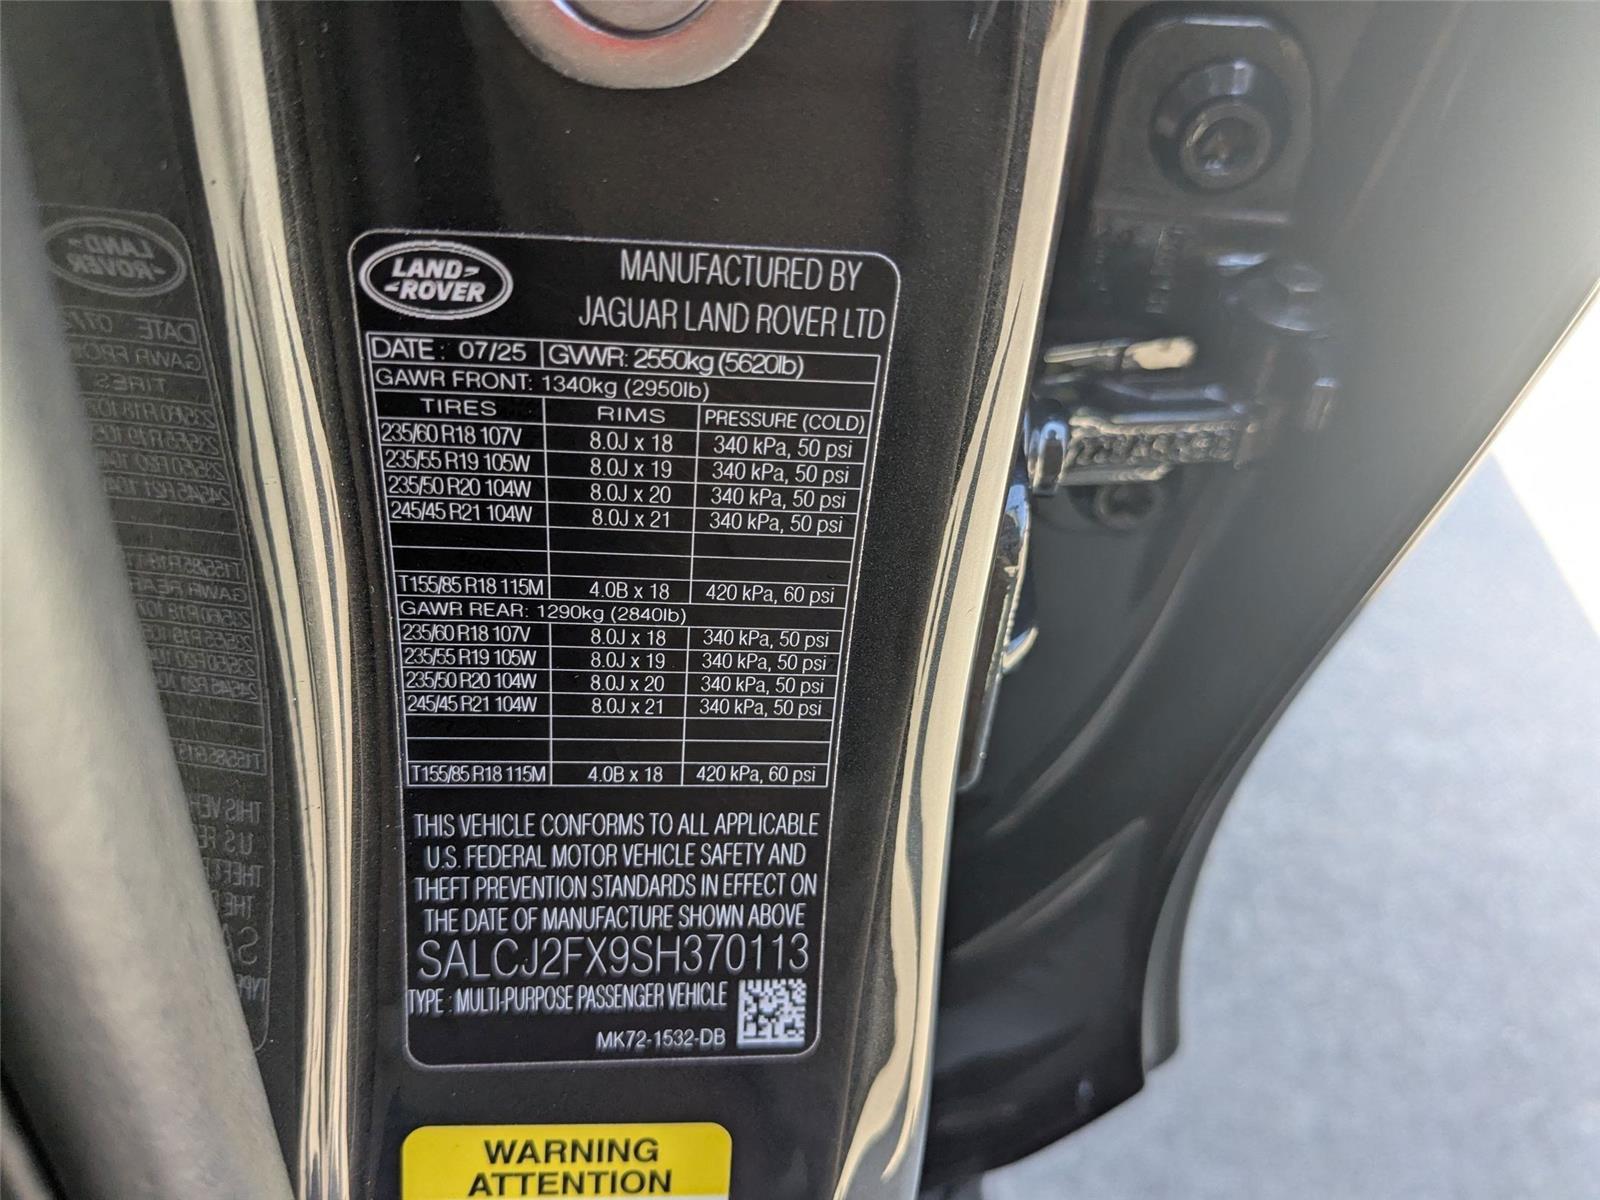 LAND-
-ROVER
MANUFACTURED BY
JAGUAR LAND ROVER LTD
DATE: 07/25 GVWR: 2550kg (5620lb)
GAWR FRONT: 1340kg (2950lb)
TIRES RIMS PRESSURE (COLD)
235/60 R18 107V 8.0J x 18 340 kPa, 50 psi
235/55 R19 105W 8.0J x 19 340 kPa, 50 psi
235/50 R20 104W 8.0J x 20 340 kPa, 50 psi
245/45 R21 104W 8.0J x 21 340 kPa, 50 psi
T155/85 R18 115M 4.0B x 18 420 kPa, 60 psi
GAWR REAR: 1290kg (2840lb)
235/60 R18 107V 8.0J x 18 340 kPa, 50 psi
235/55 R19 105W 8.0J x 19 340 kPa, 50 psi
235/50 R20 104W 8.0J x 20 340 kPa, 50 psi
245/45 R21 104W 8.0J x 21 340 kPa, 50 psi
T155/85 R18 115M 4.0B x 18 420 kPa, 60 psi
THIS VEHICLE CONFORMS TO ALL APPLICABLE
U.S. FEDERAL MOTOR VEHICLE SAFETY AND
THEFT PREVENTION STANDARDS IN EFFECT ON
THE DATE OF MANUFACTURE SHOWN ABOVE
SALCJ2FX9SH370113
TYPE : MULTI-PURPOSE PASSENGER VEHICLE
MK72-1532-DB
WARNING
ATTENTION